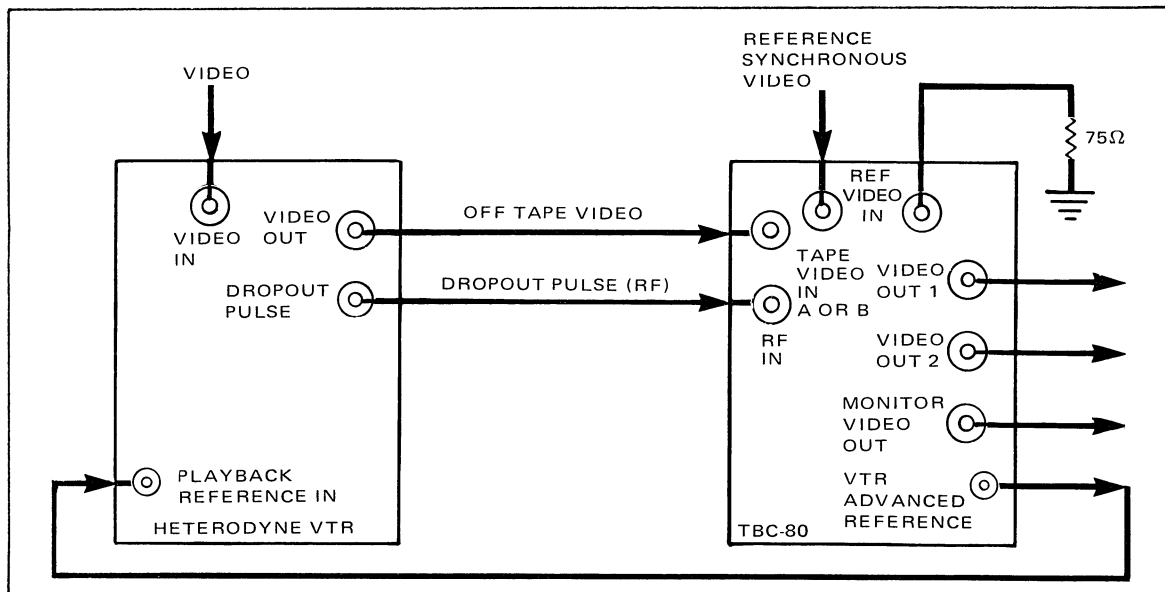 VIDEO
VIDEO
IN
VIDEO
OUT
DROPOUT
PULSE
PLAYBACK
REFERENCE IN
HETERODYNE VTR
OFF TAPE VIDEO
DROPOUT PULSE (RF)
REFERENCE
SYNCHRONOUS
VIDEO
REF
VIDEO
IN
75Ω
TAPE
VIDEO
IN
A OR B
RF
IN
VIDEO
OUT 1
VIDEO
OUT 2
MONITOR
VIDEO
OUT
VTR
ADVANCED
REFERENCE
TBC-80